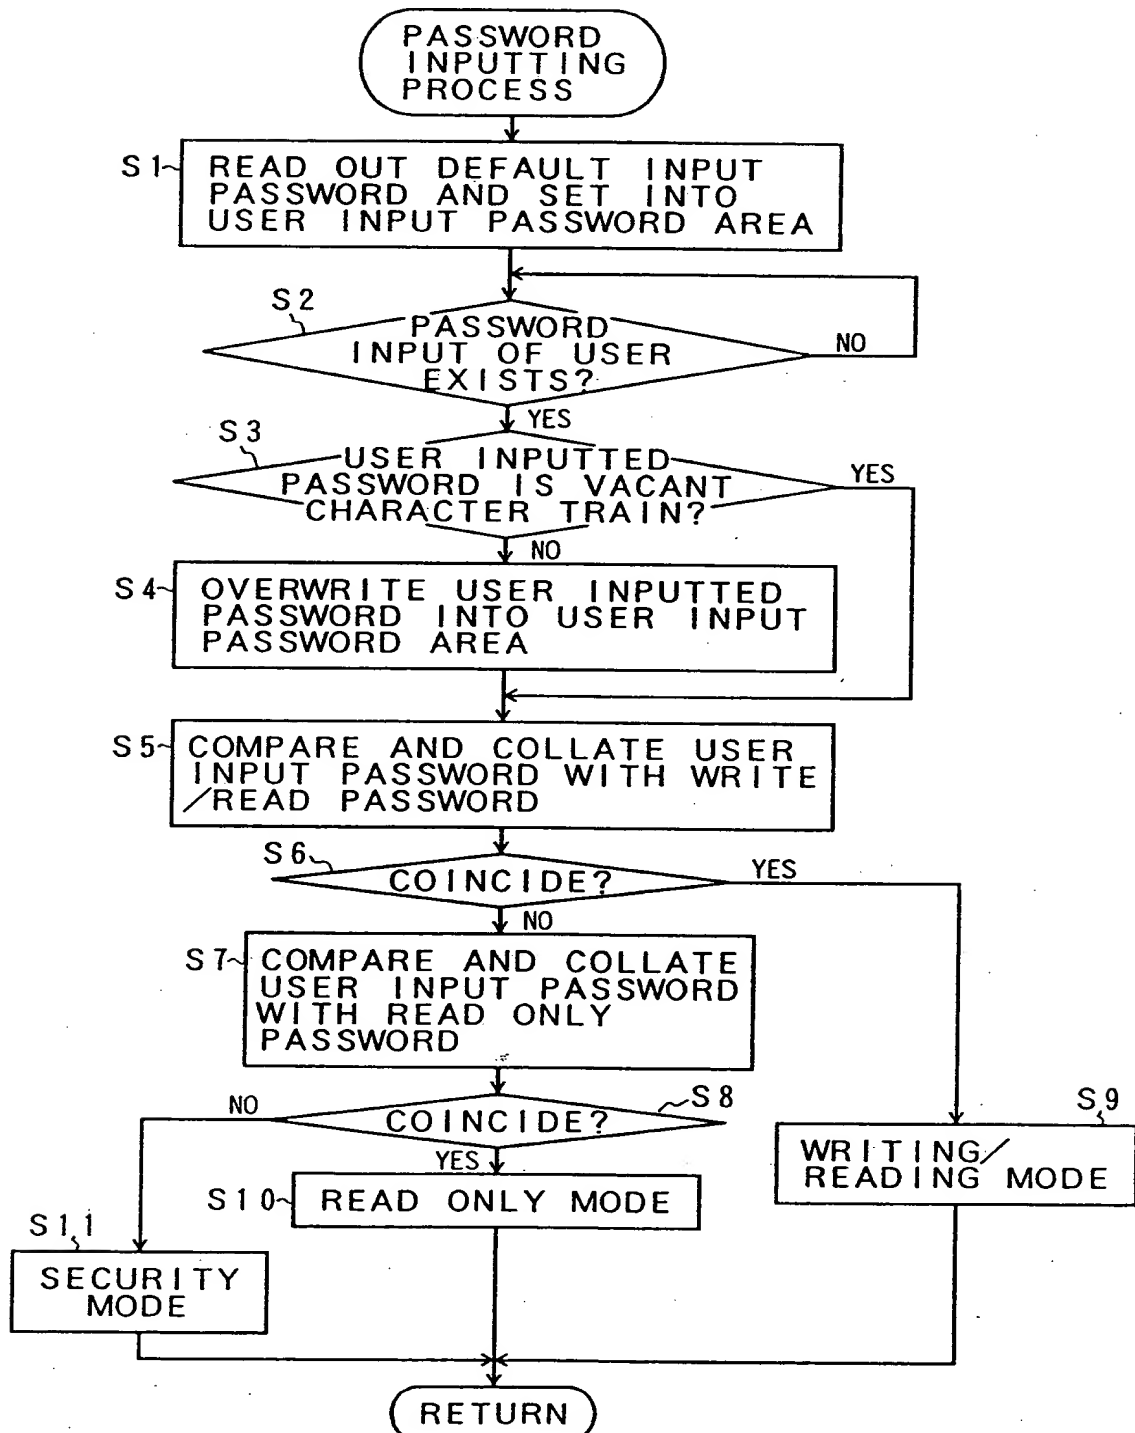 PASSWORD
INPUTTING
PROCESS
S1
READ OUT DEFAULT INPUT
PASSWORD AND SET INTO
USER INPUT PASSWORD AREA
S2
PASSWORD
INPUT OF USER
EXISTS?
NO
YES
S3
USER INPUTTED
PASSWORD IS VACANT
CHARACTER TRAIN?
YES
NO
S4
OVERWRITE USER INPUTTED
PASSWORD INTO USER INPUT
PASSWORD AREA
S5
COMPARE AND COLLATE USER
INPUT PASSWORD WITH WRITE
/READ PASSWORD
S6
COINCIDE?
YES
NO
S7
COMPARE AND COLLATE
USER INPUT PASSWORD
WITH READ ONLY
PASSWORD
S8
COINCIDE?
NO
YES
S9
WRITING/
READING MODE
S10
READ ONLY MODE
S11
SECURITY
MODE
RETURN